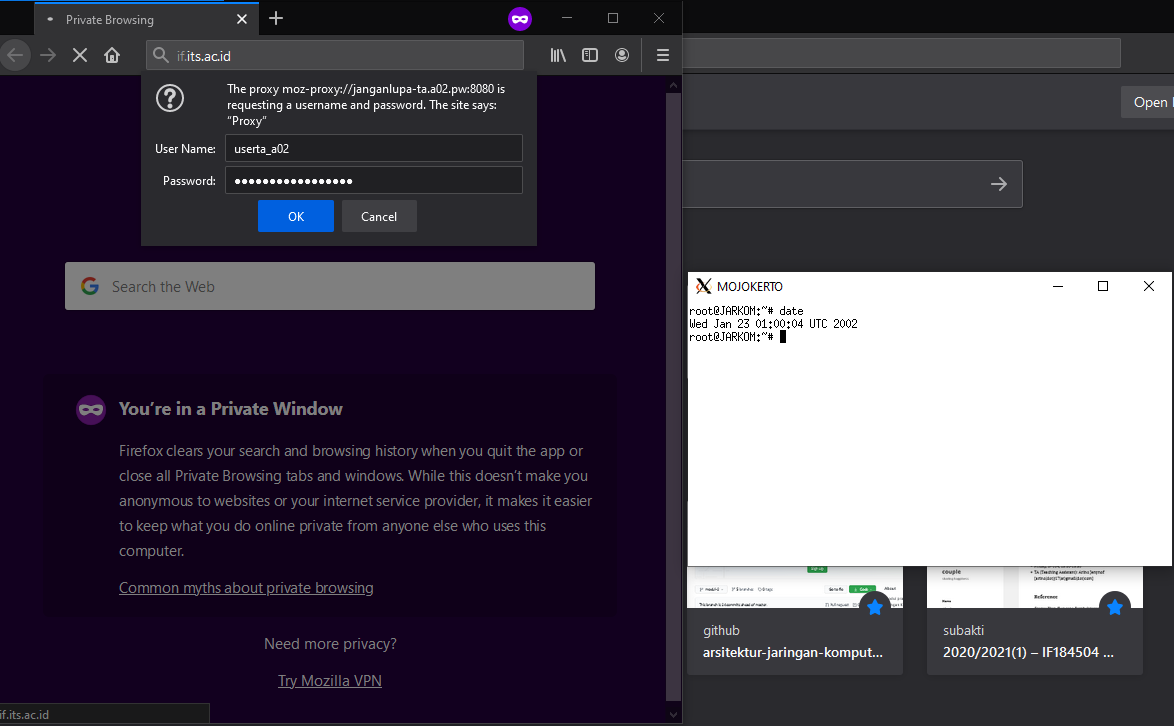 Private Browsing
if.its.ac.id
The proxy moz-proxy://janganlupa-ta.a02.pw:8080 is
requesting a username and password. The site says:
“Proxy”
User Name:
userta_a02
Password:
•••••••••••••••••
OK
Cancel
Search the Web
You’re in a Private Window
Firefox clears your search and browsing history when you quit the app or
close all Private Browsing tabs and windows. While this doesn’t make you
anonymous to websites or your internet service provider, it makes it easier
to keep what you do online private from anyone else who uses this
computer.
Common myths about private browsing
Need more privacy?
Try Mozilla VPN
if.its.ac.id
Open
MOJOKERTO
root@JARKOM:~# date
Wed Jan 23 01:00:04 UTC 2002
root@JARKOM:~#
couple
Reference
github
arsitektur-jaringan-komput...
subakti
2020/2021(1) – IF184504 ...